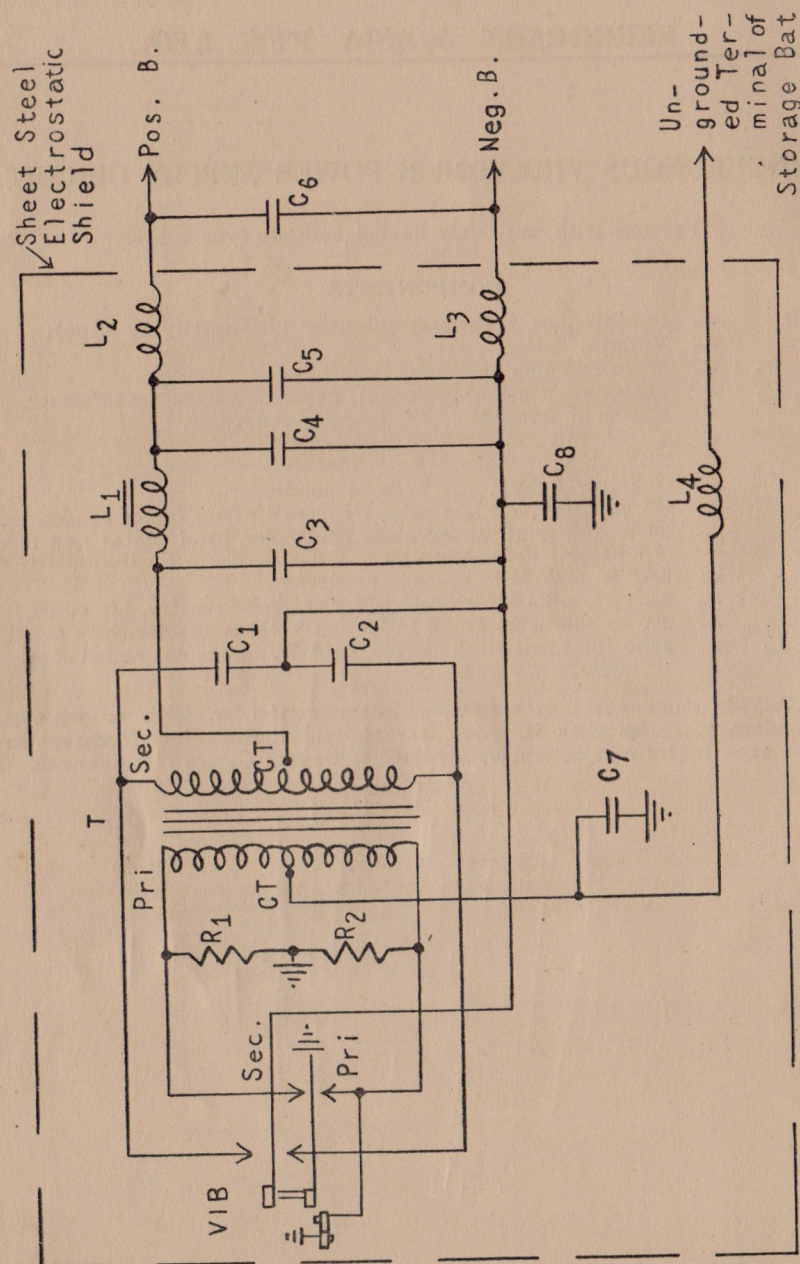 Sheet Steel
Electrostatic
Shield
Pos. B.
Neg. B.
Un-
ground-
ed Ter-
minal of
Storage Bat
C6
L2
L3
C5
C4
L1
C3
C8
L4
C1
C2
Sec.
CT
T
Pri
CT
C7
R1
R2
Sec.
Pri
VIB